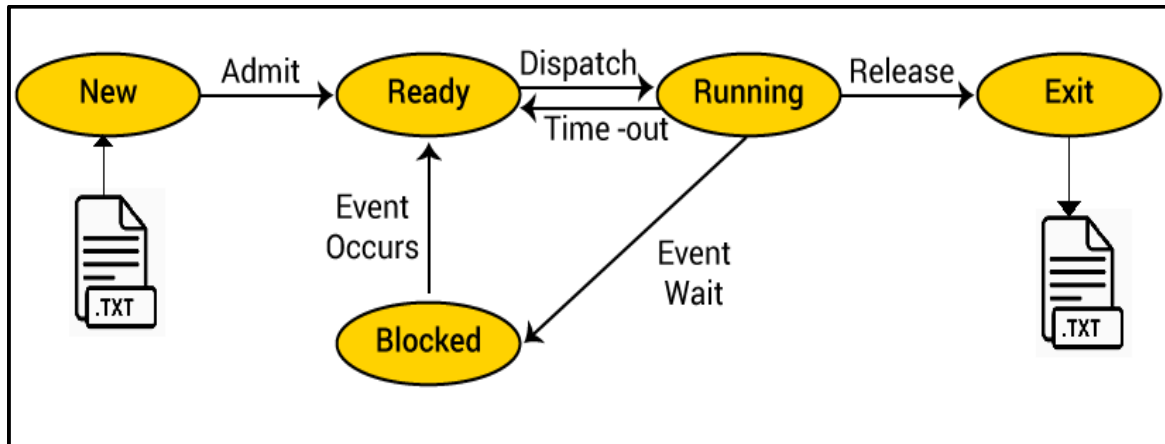 New
Admit
Ready
Dispatch
Time -out
Running
Release
Exit
Event
Occurs
Event
Wait
Blocked
.TXT
.TXT